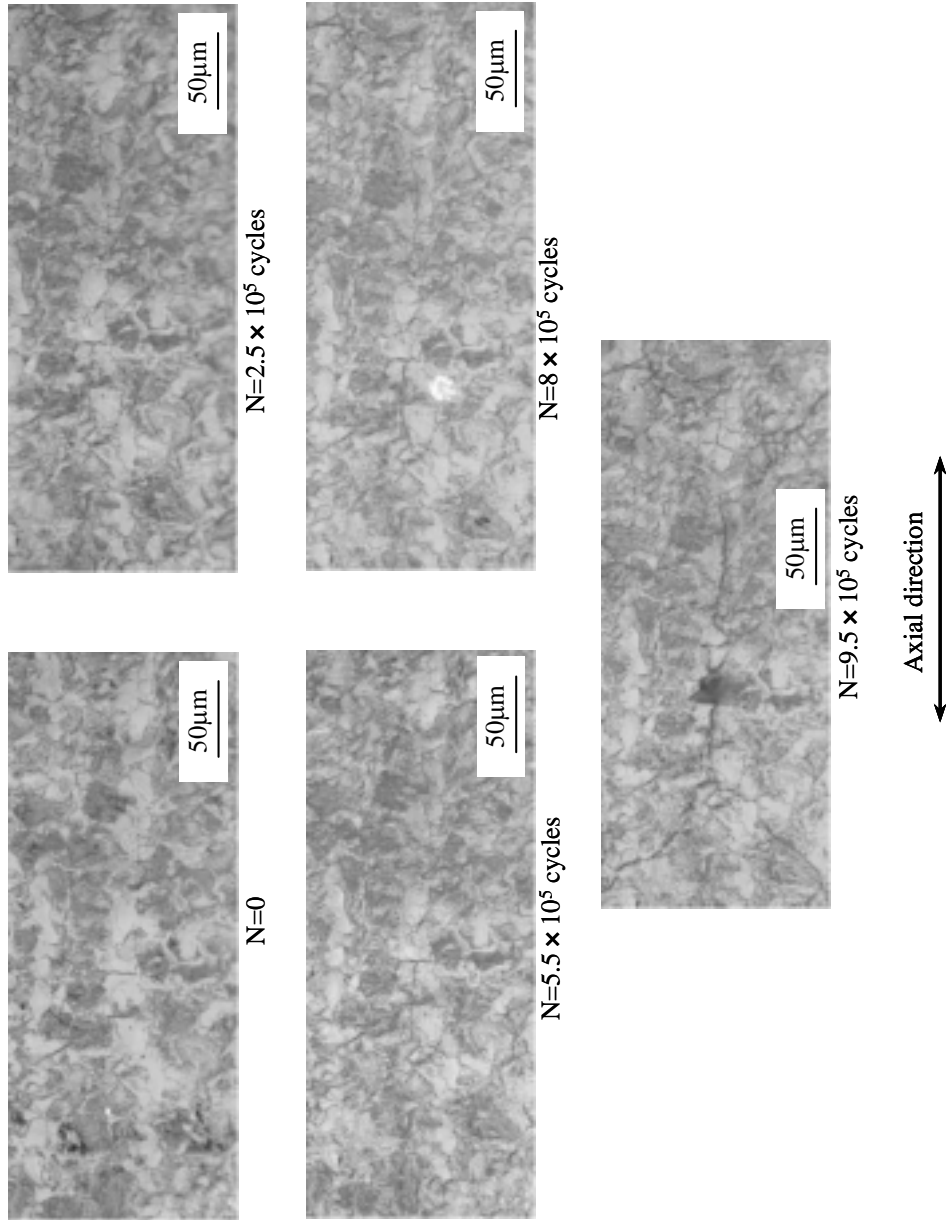 50μm
50μm
N=0
N=2.5 × 10⁵ cycles
50μm
50μm
N=5.5 × 10⁵ cycles
N=8 × 10⁵ cycles
50μm
N=9.5 × 10⁵ cycles
Axial direction